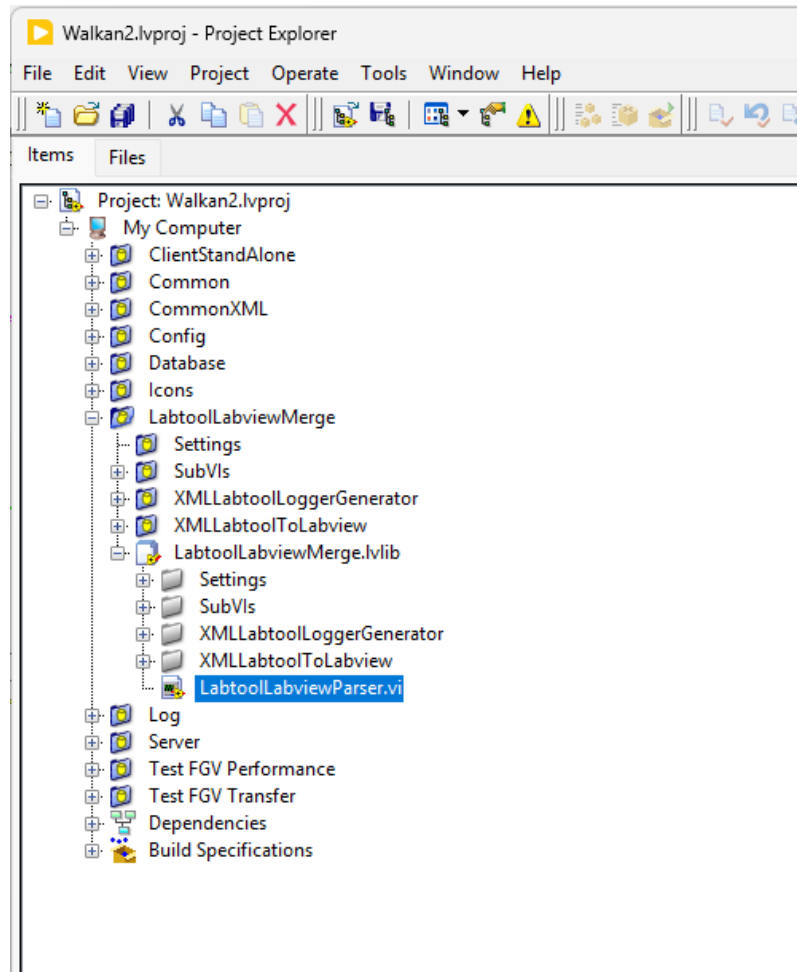 Walkan2.lvproj - Project Explorer
File Edit View Project Operate Tools Window Help
Items Files
Project: Walkan2.lvproj
My Computer
ClientStandAlone
Common
CommonXML
Config
Database
Icons
LabtoolLabviewMerge
Settings
SubVIs
XMLLabtoolLoggerGenerator
XMLLabtoolToLabview
LabtoolLabviewMerge.lvlib
Settings
SubVIs
XMLLabtoolLoggerGenerator
XMLLabtoolToLabview
LabtoolLabviewParser.vi
Log
Server
Test FGV Performance
Test FGV Transfer
Dependencies
Build Specifications